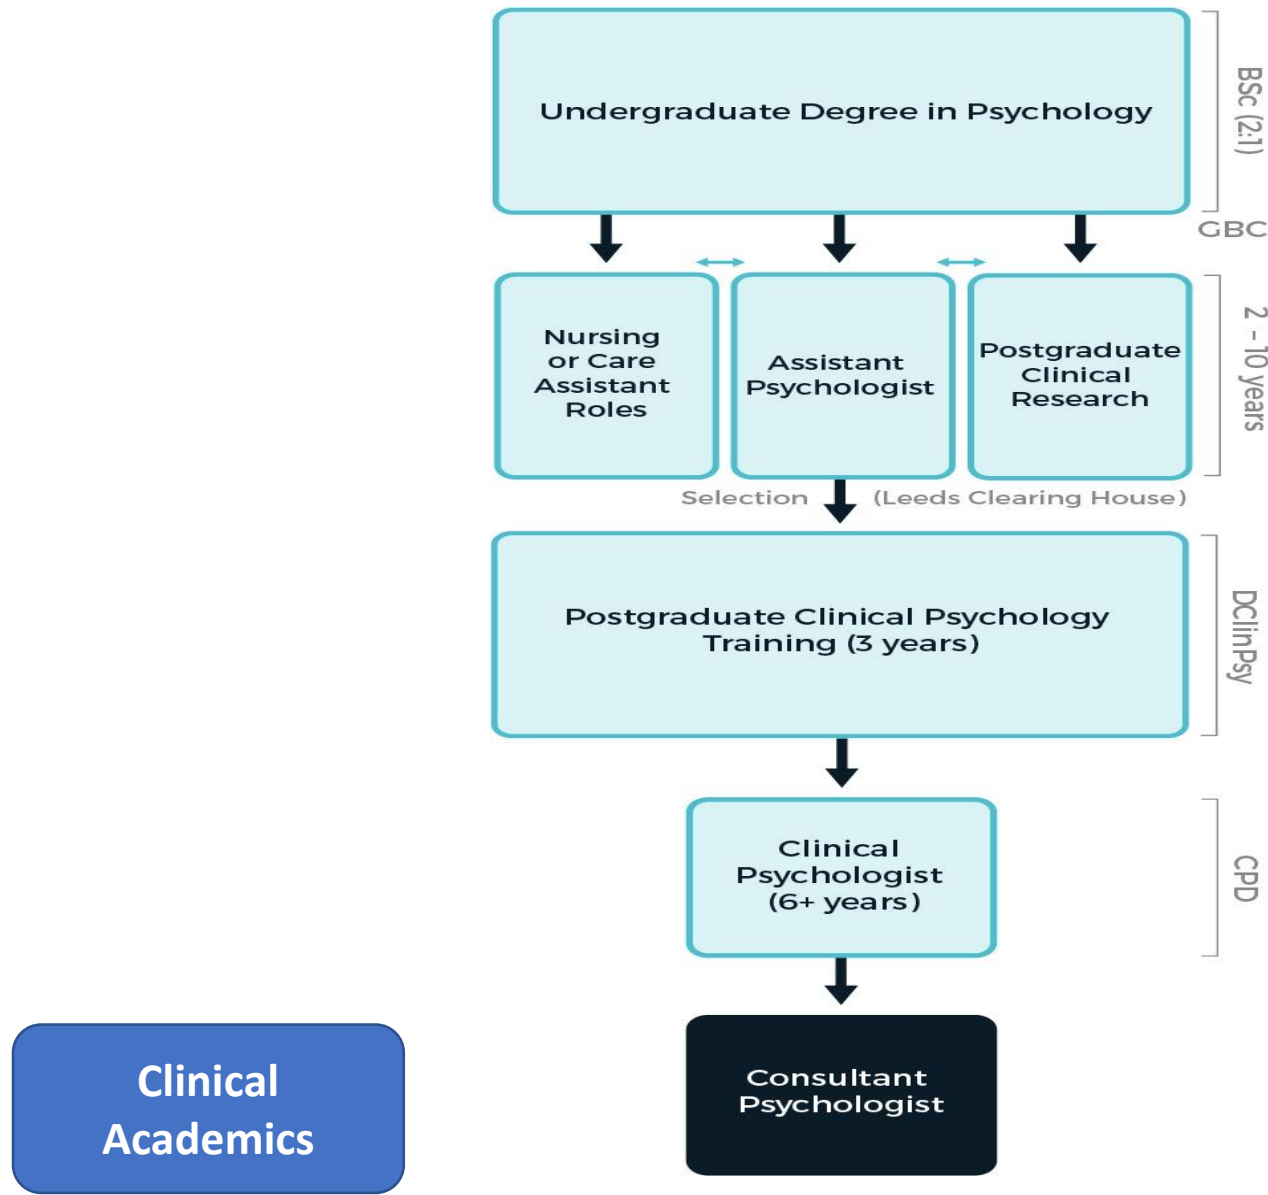 Undergraduate Degree in Psychology
BSc (2:1)
GBC
Nursing
or Care
Assistant
Roles
Assistant
Psychologist
Postgraduate
Clinical
Research
2 - 10 years
Selection (Leeds Clearing House)
Postgraduate Clinical Psychology
Training (3 years)
DClinPsy
Clinical
Psychologist
(6+ years)
CPD
Clinical
Academics
Consultant
Psychologist